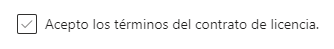 Acepto los términos del contrato de licencia.